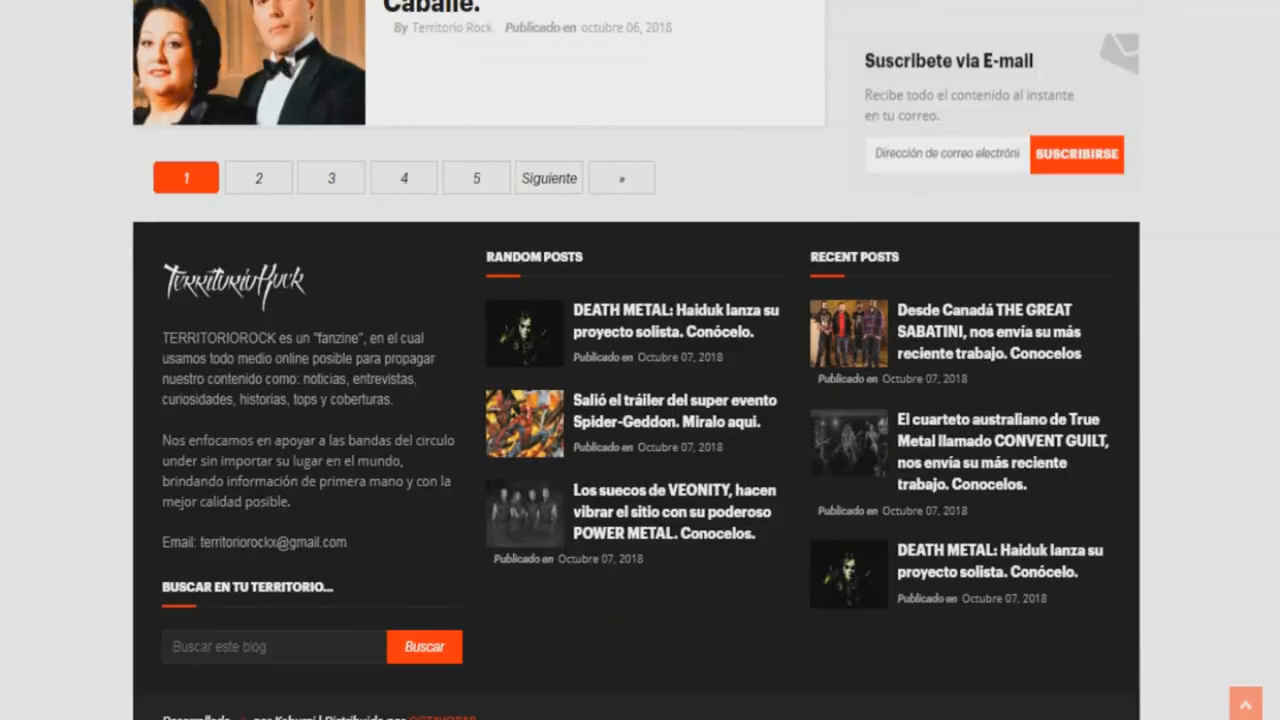 Caballé.
By Territorio Rock Publicado en octubre 06, 2018
Suscribete via E-mail
Recibe todo el contenido al instante
en tu correo.
Dirección de correo electróni
SUSCRIBIRSE
1 2 3 4 5 Siguiente »
TerritorioRock
TERRITORIOROCK es un "fanzine", en el cual
usamos todo medio online posible para propagar
nuestro contenido como: noticias, entrevistas,
curiosidades, historias, tops y coberturas.
Nos enfocamos en apoyar a las bandas del circulo
under sin importar su lugar en el mundo,
brindando información de primera mano y con la
mejor calidad posible.
Email: territoriorockx@gmail.com
BUSCAR EN TU TERRITORIO...
Buscar este blog
Buscar
RANDOM POSTS
DEATH METAL: Haiduk lanza su
proyecto solista. Conócelo.
Publicado en Octubre 07, 2018
Salió el tráiler del super evento
Spider-Geddon. Miralo aqui.
Publicado en Octubre 07, 2018
Los suecos de VEONITY, hacen
vibrar el sitio con su poderoso
POWER METAL. Conocelos.
Publicado en Octubre 07, 2018
RECENT POSTS
Desde Canadá THE GREAT
SABATINI, nos envía su más
reciente trabajo. Conocelos
Publicado en Octubre 07, 2018
El cuarteto australiano de True
Metal llamado CONVENT GUILT,
nos envía su más reciente
trabajo. Conocelos.
Publicado en Octubre 07, 2018
DEATH METAL: Haiduk lanza su
proyecto solista. Conócelo.
Publicado en Octubre 07, 2018